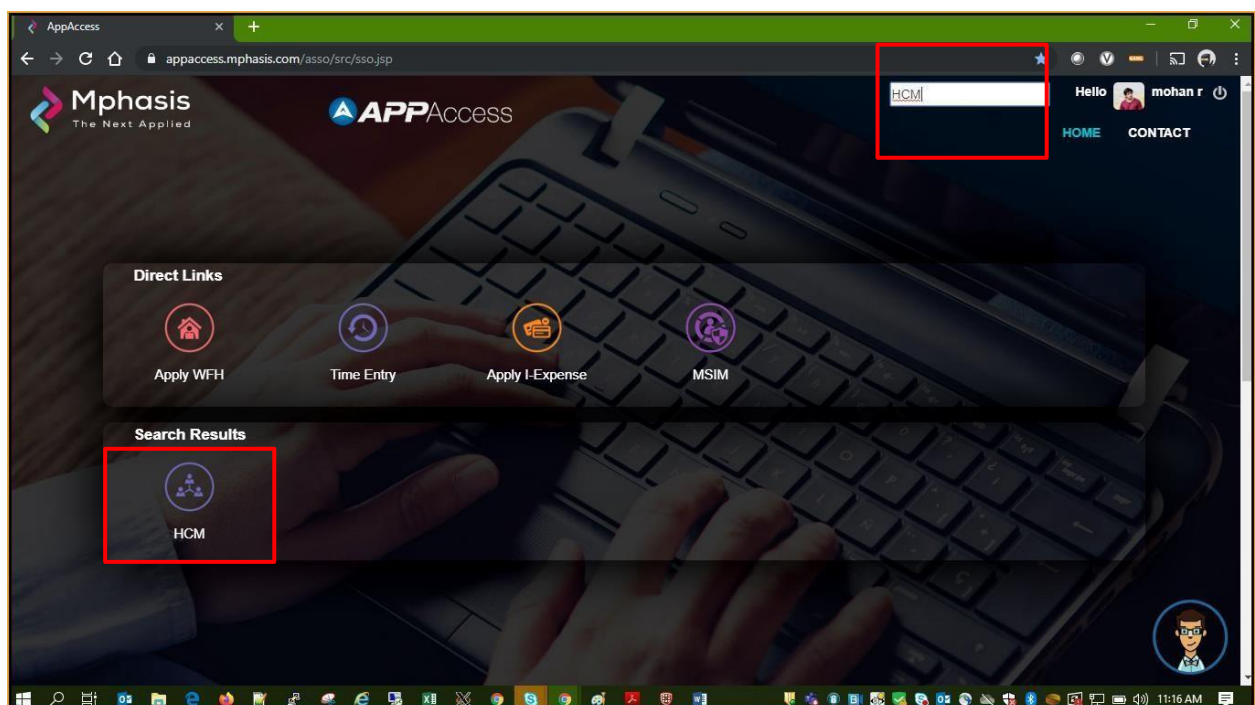 AppAccess
appaccess.mphasis.com/asso/src/sso.jsp
Mphasis
The Next Applied
APPAccess
HCM
Hello mohan r
HOME CONTACT
Direct Links
Apply WFH Time Entry Apply I-Expense MSIM
Search Results
HCM
11:16 AM